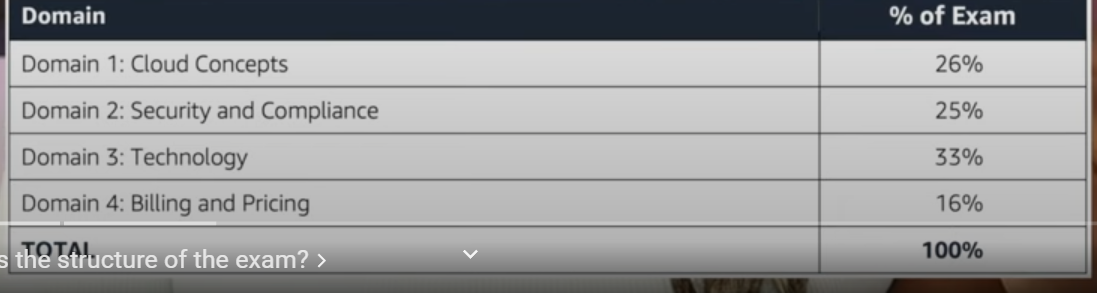 Domain % of Exam
Domain 1: Cloud Concepts 26%
Domain 2: Security and Compliance 25%
Domain 3: Technology 33%
Domain 4: Billing and Pricing 16%
TOTAL 100%
s the structure of the exam? >